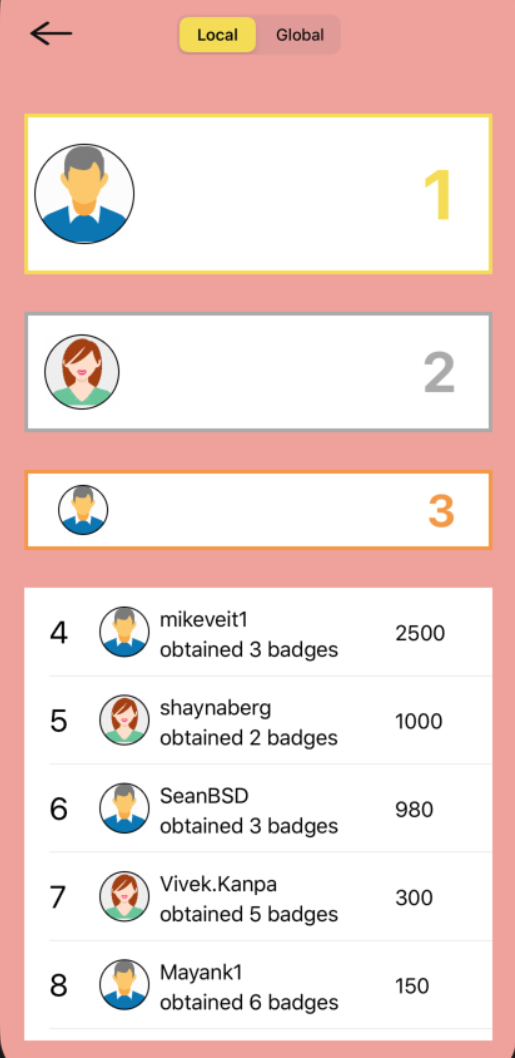 Local Global
1
2
3
4 mikeveit1 2500
obtained 3 badges
5 shaynaberg 1000
obtained 2 badges
6 SeanBSD 980
obtained 3 badges
7 Vivek.Kanpa 300
obtained 5 badges
8 Mayank1 150
obtained 6 badges